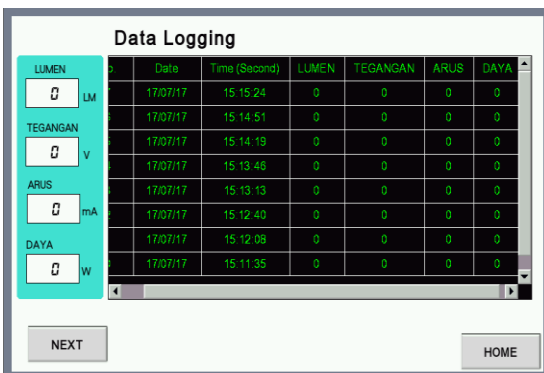 Data Logging
LUMEN
0 LM
TEGANGAN
0 V
ARUS
0 mA
DAYA
0 W
Date Time (Second) LUMEN TEGANGAN ARUS DAYA
17/07/17 15:15:24 0 0 0 0
17/07/17 15:14:51 0 0 0 0
17/07/17 15:14:19 0 0 0 0
17/07/17 15:13:46 0 0 0 0
17/07/17 15:13:13 0 0 0 0
17/07/17 15:12:40 0 0 0 0
17/07/17 15:12:08 0 0 0 0
17/07/17 15:11:35 0 0 0 0
NEXT
HOME